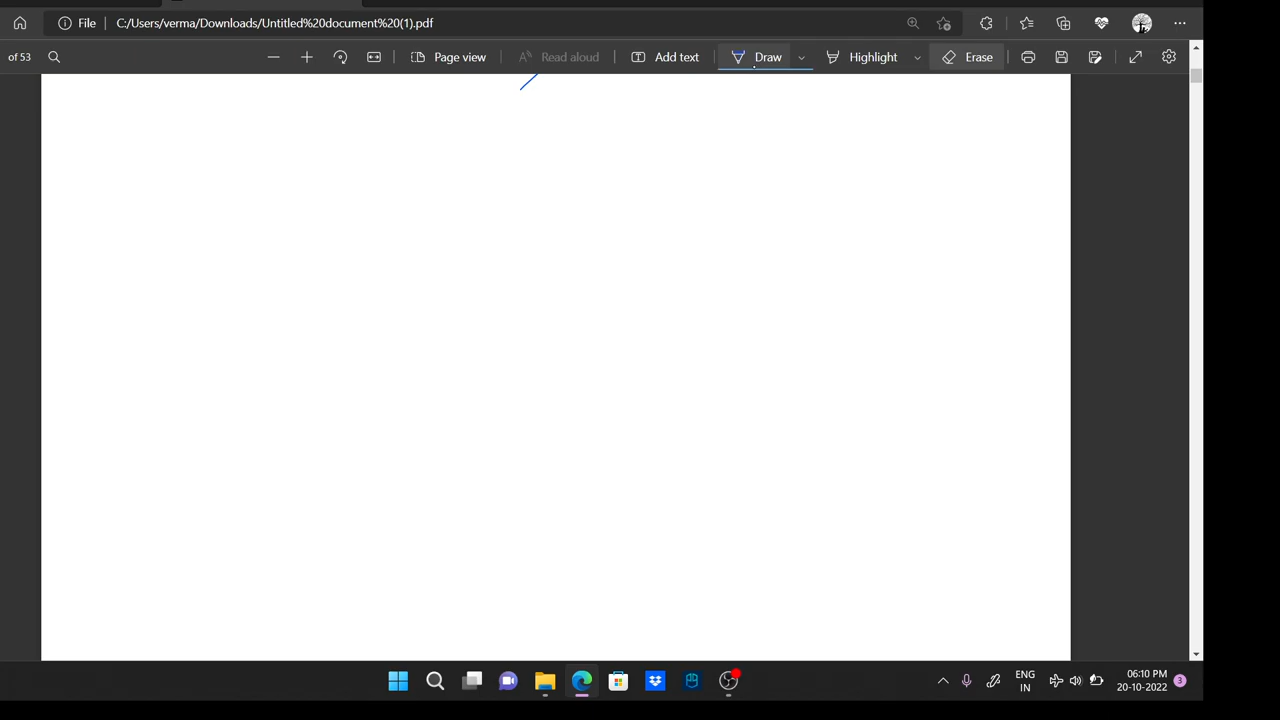 File C:/Users/verma/Downloads/Untitled%20document%20(1).pdf
of 53 Page view Read aloud Add text Draw Highlight Erase
ENG 06:10 PM
IN 20-10-2022 3